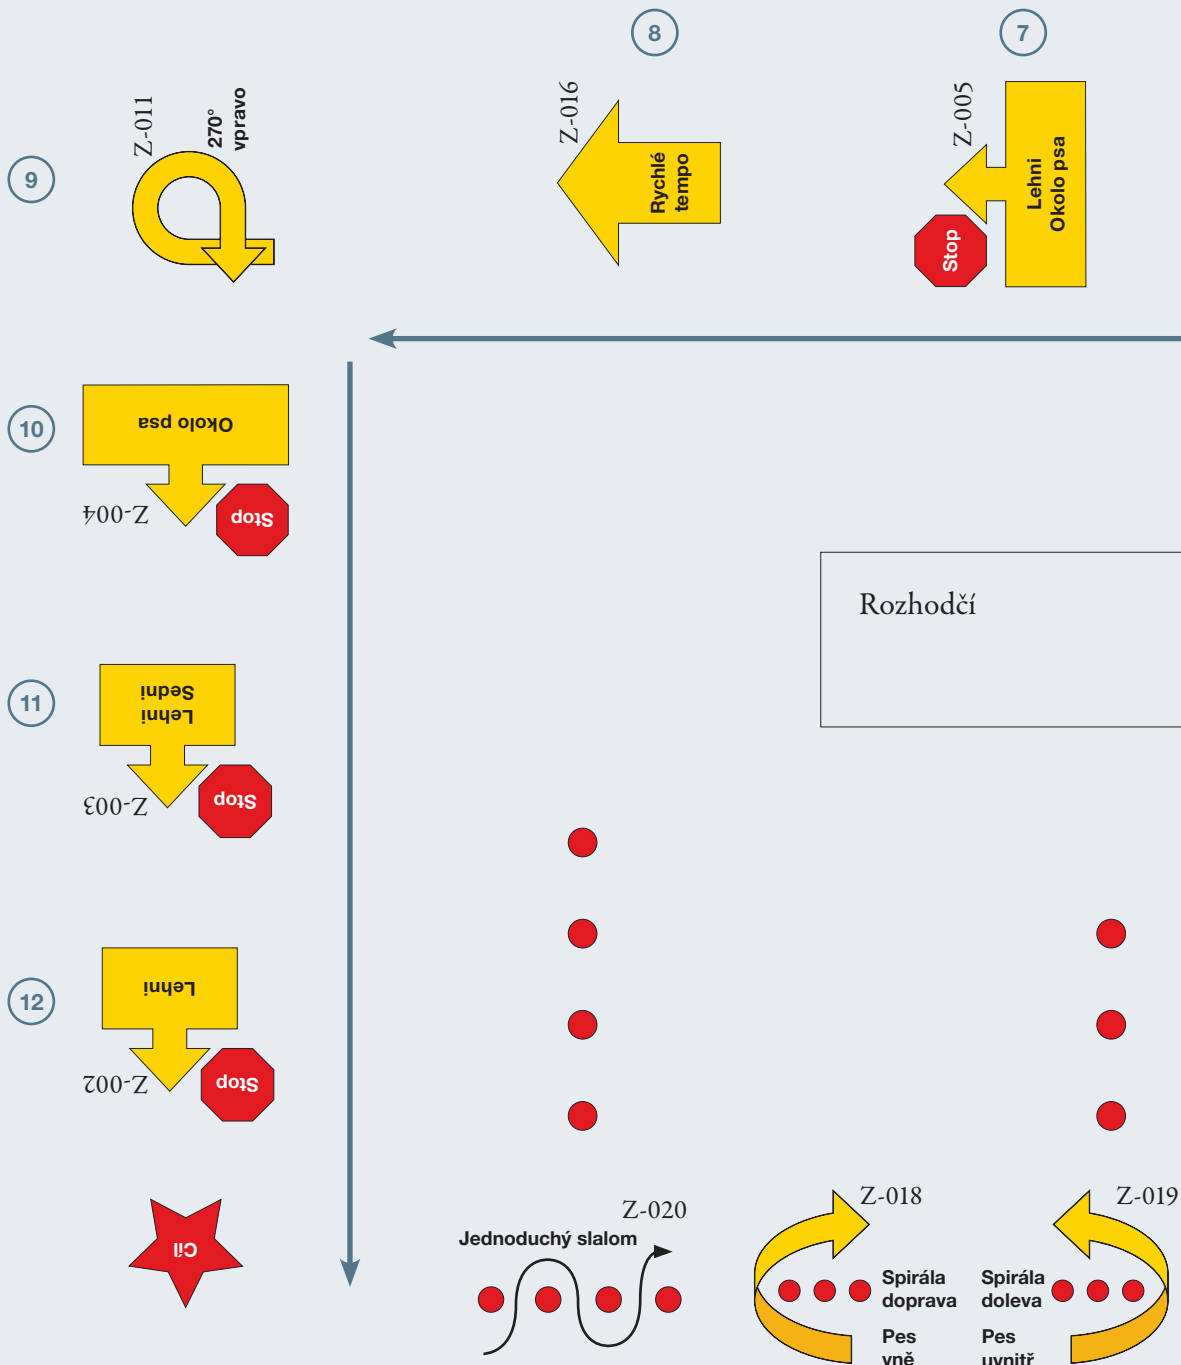 8
7
9
Z-011
270°
vpravo
Z-016
Rychlé
tempo
Z-005
Stop
Lehni
Okolo psa
10
Okolo psa
Z-004
Stop
Rozhodčí
11
Lehni
Sedni
Z-003
Stop
12
Lehni
Z-002
Stop
Cíl
Z-020
Jednoduchý slalom
Z-018
Spirála
doprava
Pes
vně
Z-019
Spirála
doleva
Pes
uvnitř